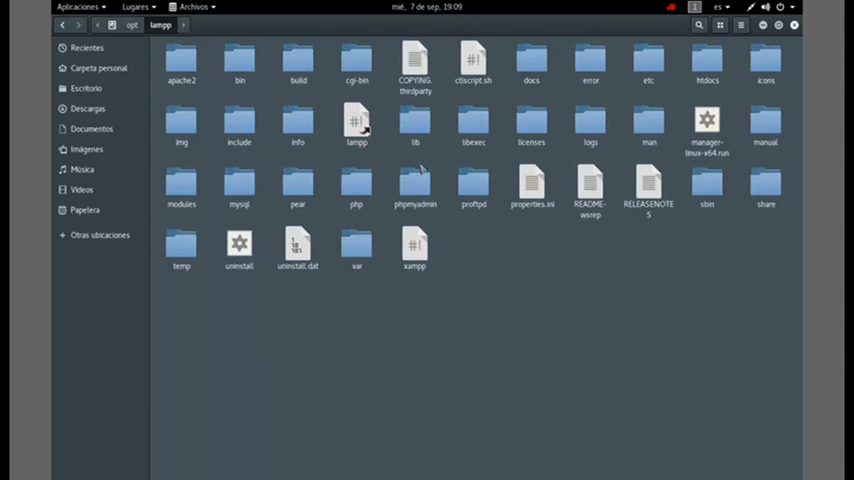 Aplicaciones Lugares Archivos mié, 7 de sep, 19:09 1 es
opt lampp
Recientes
Carpeta personal
Escritorio
Descargas
Documentos
Imágenes
Música
Vídeos
Papelera
+ Otras ubicaciones
apache2 bin build cgi-bin COPYING. ctlscript.sh docs error etc htdocs icons
thirdparty
#!
img include info lampp lib libexec licenses logs man manager- manual
linux-x64.run
#!
modules mysql pear php phpmyadmin proftpd properties.ini README- RELEASENOTE sbin share
wsrep S
temp uninstall uninstall.dat var xampp
#!